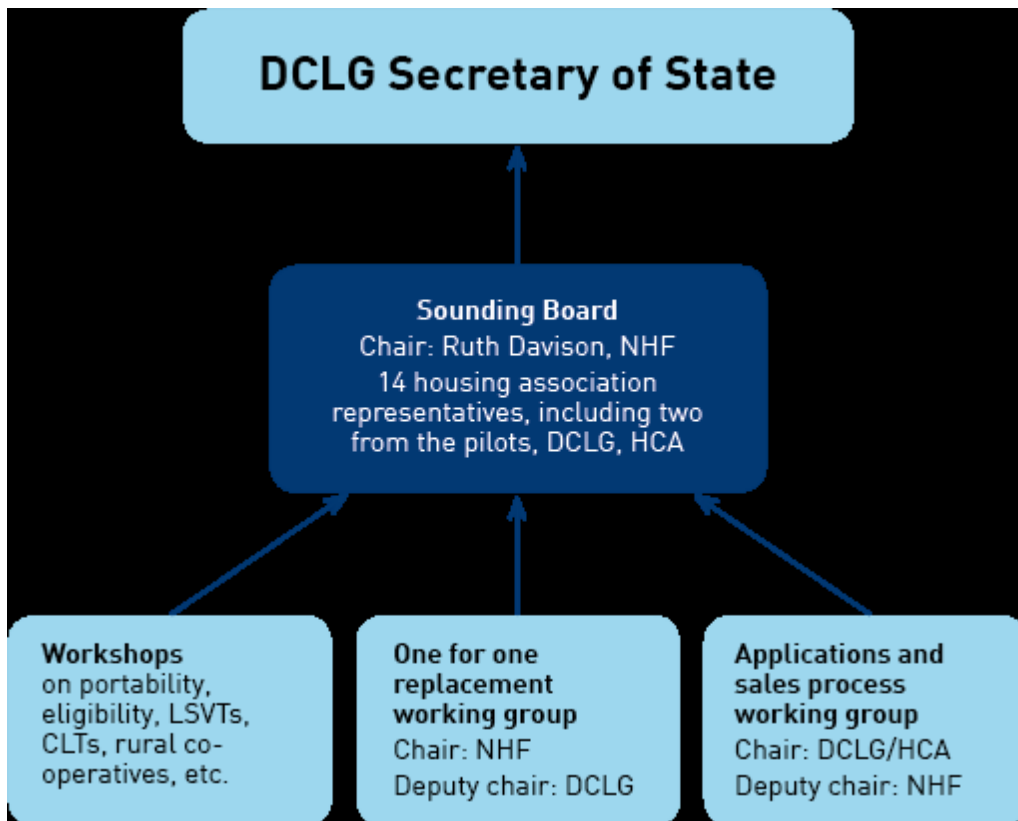 DCLG Secretary of State
Sounding Board
Chair: Ruth Davison, NHF
14 housing association
representatives, including two
from the pilots, DCLG, HCA
Workshops
on portability,
eligibility, LSVTs,
CLTs, rural co-
operatives, etc.
One for one
replacement
working group
Chair: NHF
Deputy chair: DCLG
Applications and
sales process
working group
Chair: DCLG/HCA
Deputy chair: NHF